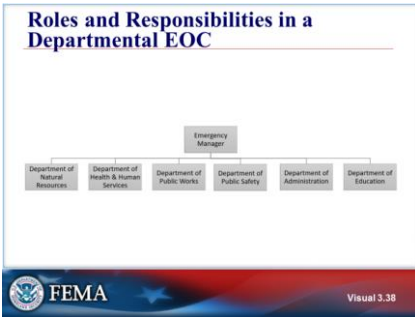 Roles and Responsibilities in a
Departmental EOC
Emergency
Manager
Department of
Natural
Resources
Department of
Health & Human
Services
Department of
Public Works
Department of
Public Safety
Department of
Administration
Department of
Education
FEMA
Visual 3.38